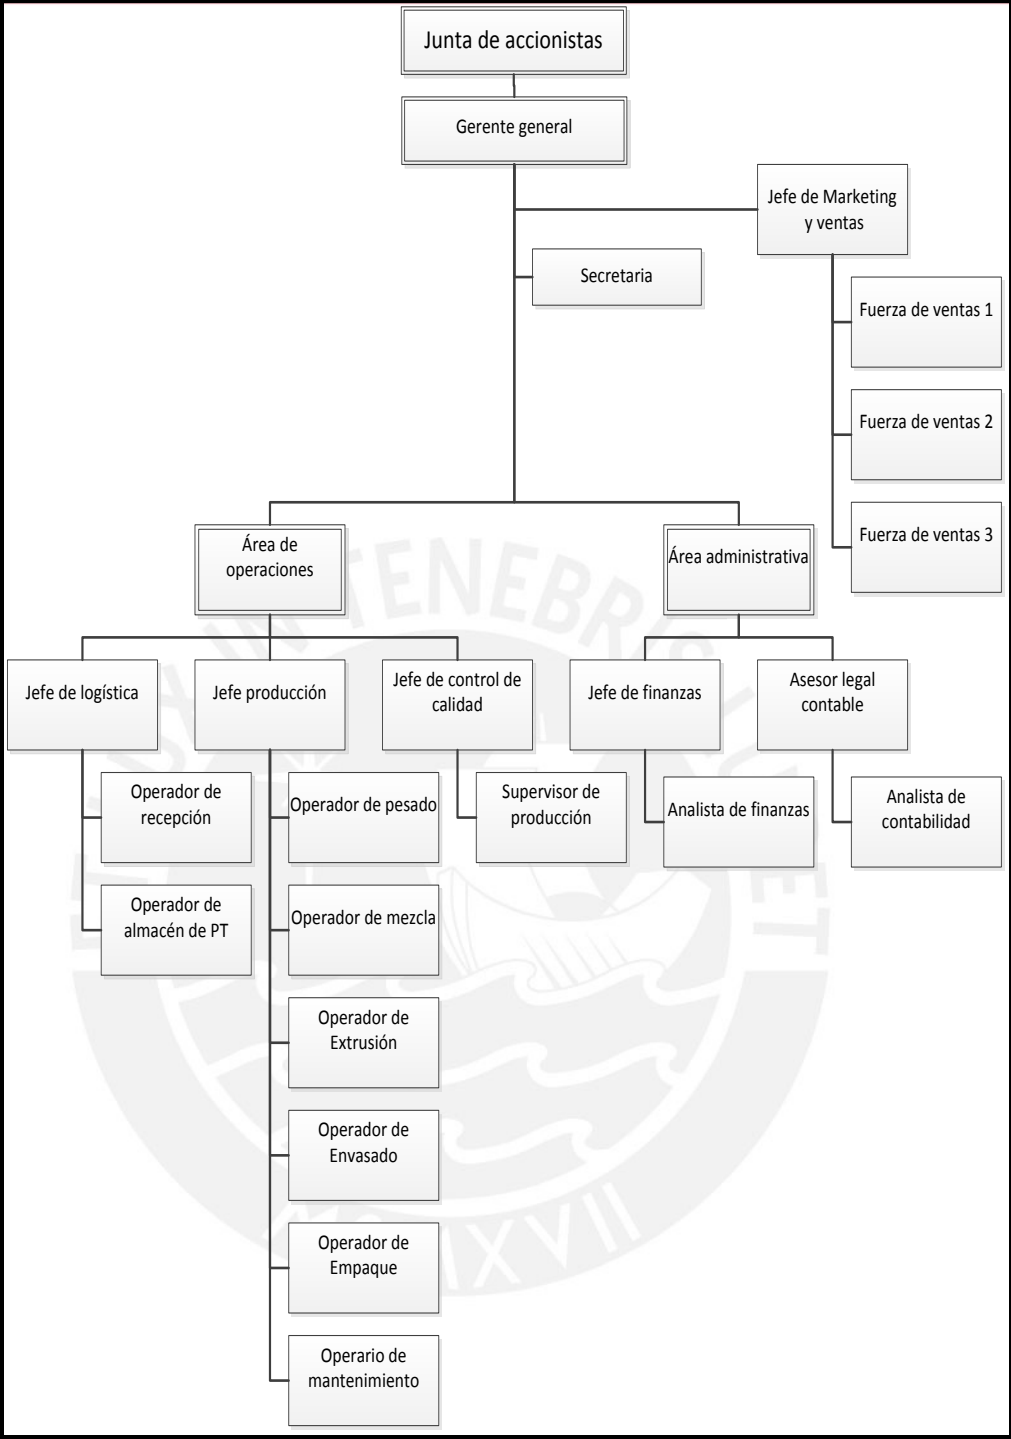 Junta de accionistas
Gerente general
Jefe de Marketing
y ventas
Secretaria
Fuerza de ventas 1
Fuerza de ventas 2
Fuerza de ventas 3
Área de
operaciones
Área administrativa
Jefe de logística
Jefe producción
Jefe de control de
calidad
Jefe de finanzas
Asesor legal
contable
Operador de
recepción
Operador de
almacén de PT
Operador de pesado
Operador de mezcla
Operador de
Extrusión
Operador de
Envasado
Operador de
Empaque
Operario de
mantenimiento
Supervisor de
producción
Analista de finanzas
Analista de
contabilidad
TENEBRIS